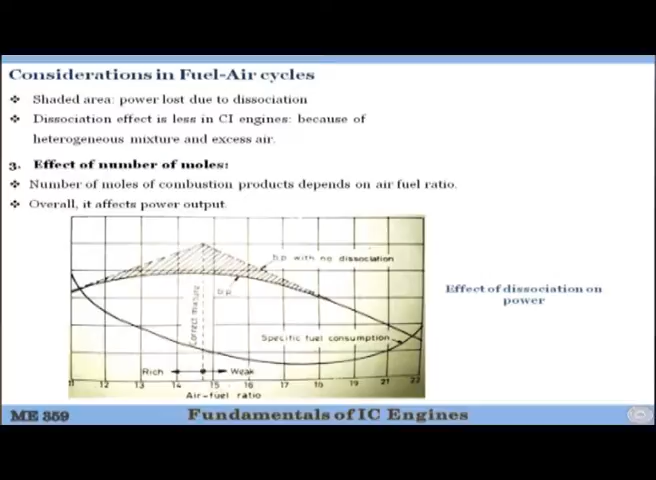 Considerations in Fuel-Air cycles
❖ Shaded area: power lost due to dissociation
❖ Dissociation effect is less in CI engines: because of
heterogeneous mixture and excess air.
3. Effect of number of moles:
❖ Number of moles of combustion products depends on air fuel ratio.
❖ Overall, it affects power output.
b.p with no dissociation
b.p.
Correct mixture
Specific fuel consumption
Rich Weak
11 12 13 14 15 16 17 18 19 21 22
Air-fuel ratio
Effect of dissociation on
power
ME 359 Fundamentals of IC Engines